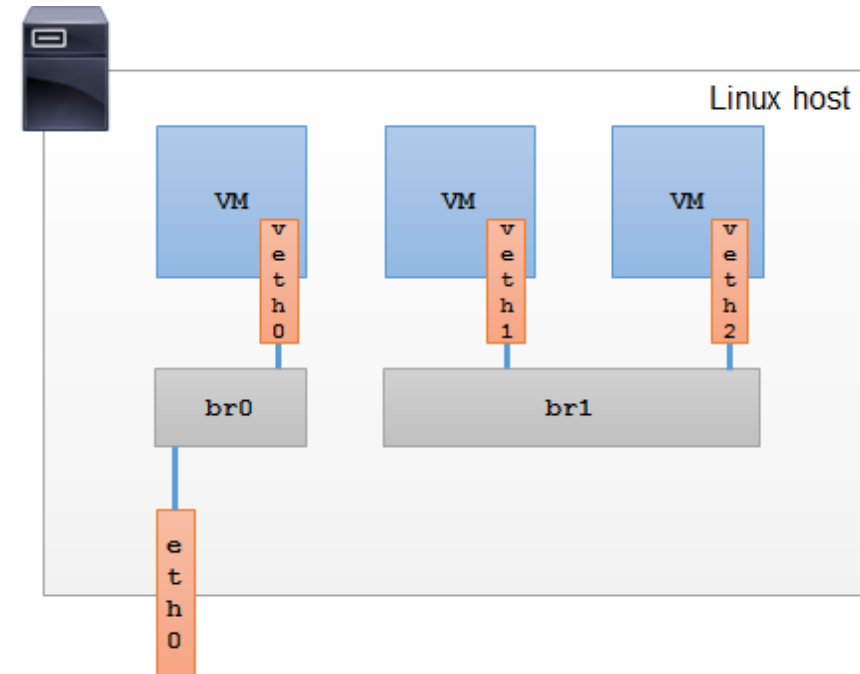 Linux host
VM
VM
VM
veth0
veth1
veth2
br0
br1
eth0